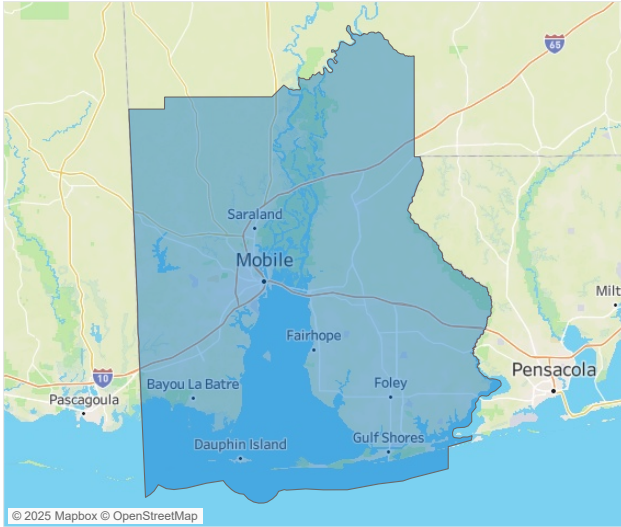 65
Saraland
Mobile
Milt
Fairhope
Pensacola
10
Bayou La Batre
Foley
Pascagoula
Gulf Shores
Dauphin Island
© 2025 Mapbox © OpenStreetMap